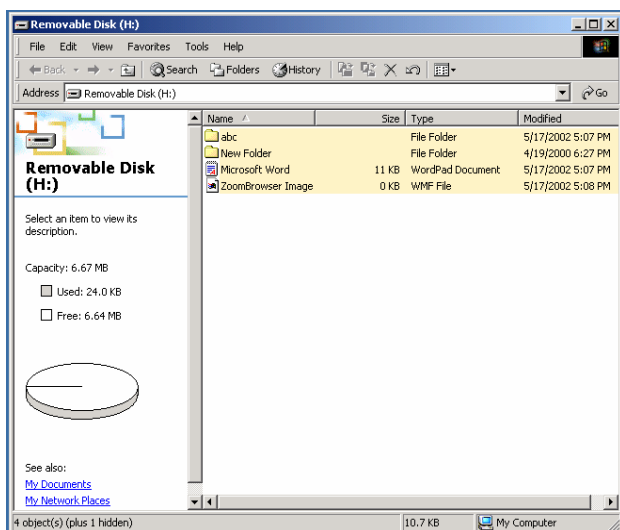 Removable Disk (H:)
File Edit View Favorites Tools Help
Back Search Folders History
Address Removable Disk (H:) Go
Name Size Type Modified
abc File Folder 5/17/2002 5:07 PM
New Folder File Folder 4/19/2000 6:27 PM
Microsoft Word 11 KB WordPad Document 5/17/2002 5:07 PM
ZoomBrowser Image 0 KB WMF File 5/17/2002 5:08 PM
Removable Disk
(H:)
Select an item to view its
description.
Capacity: 6.67 MB
Used: 24.0 KB
Free: 6.64 MB
See also:
My Documents
My Network Places
4 object(s) (plus 1 hidden) 10.7 KB My Computer